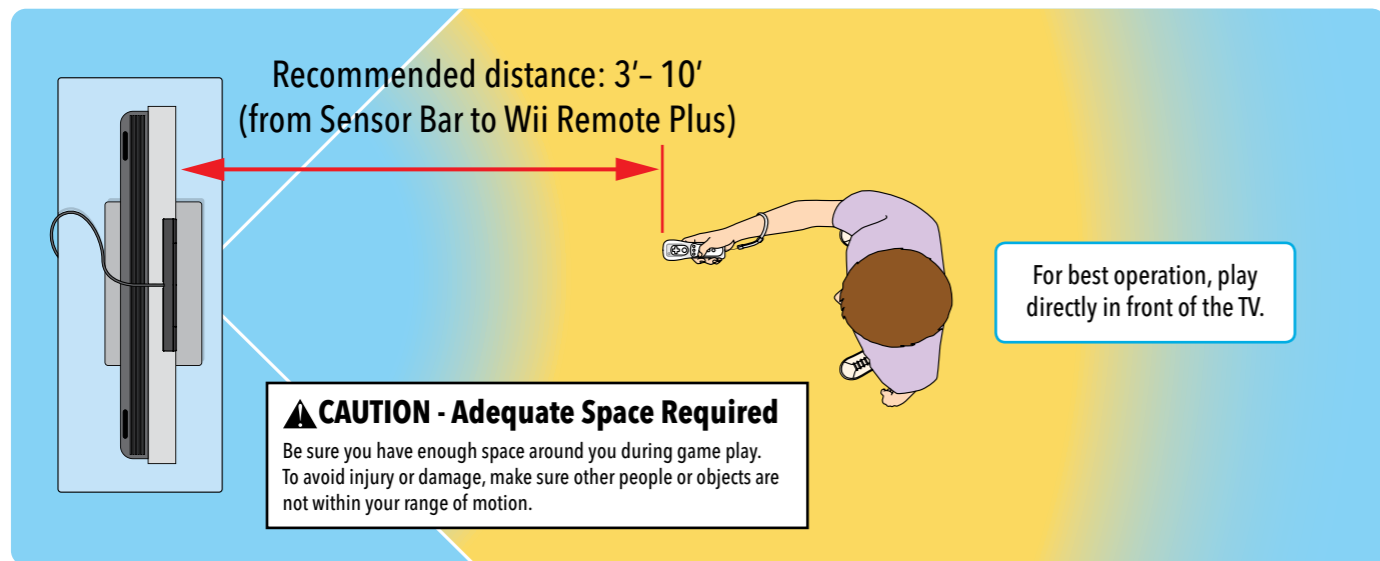 Recommended distance: 3’– 10’
(from Sensor Bar to Wii Remote Plus)
For best operation, play
directly in front of the TV.
CAUTION - Adequate Space Required
Be sure you have enough space around you during game play.
To avoid injury or damage, make sure other people or objects are
not within your range of motion.